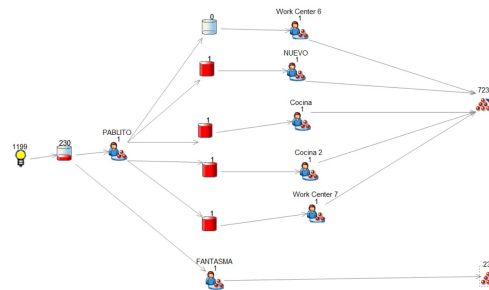 0
Work Center 6
1
1
NUEVO
1
723
1
Cocina
1
1199
230
PABLITO
1
1
Cocina 2
1
1
Work Center 7
1
FANTASMA
1
23